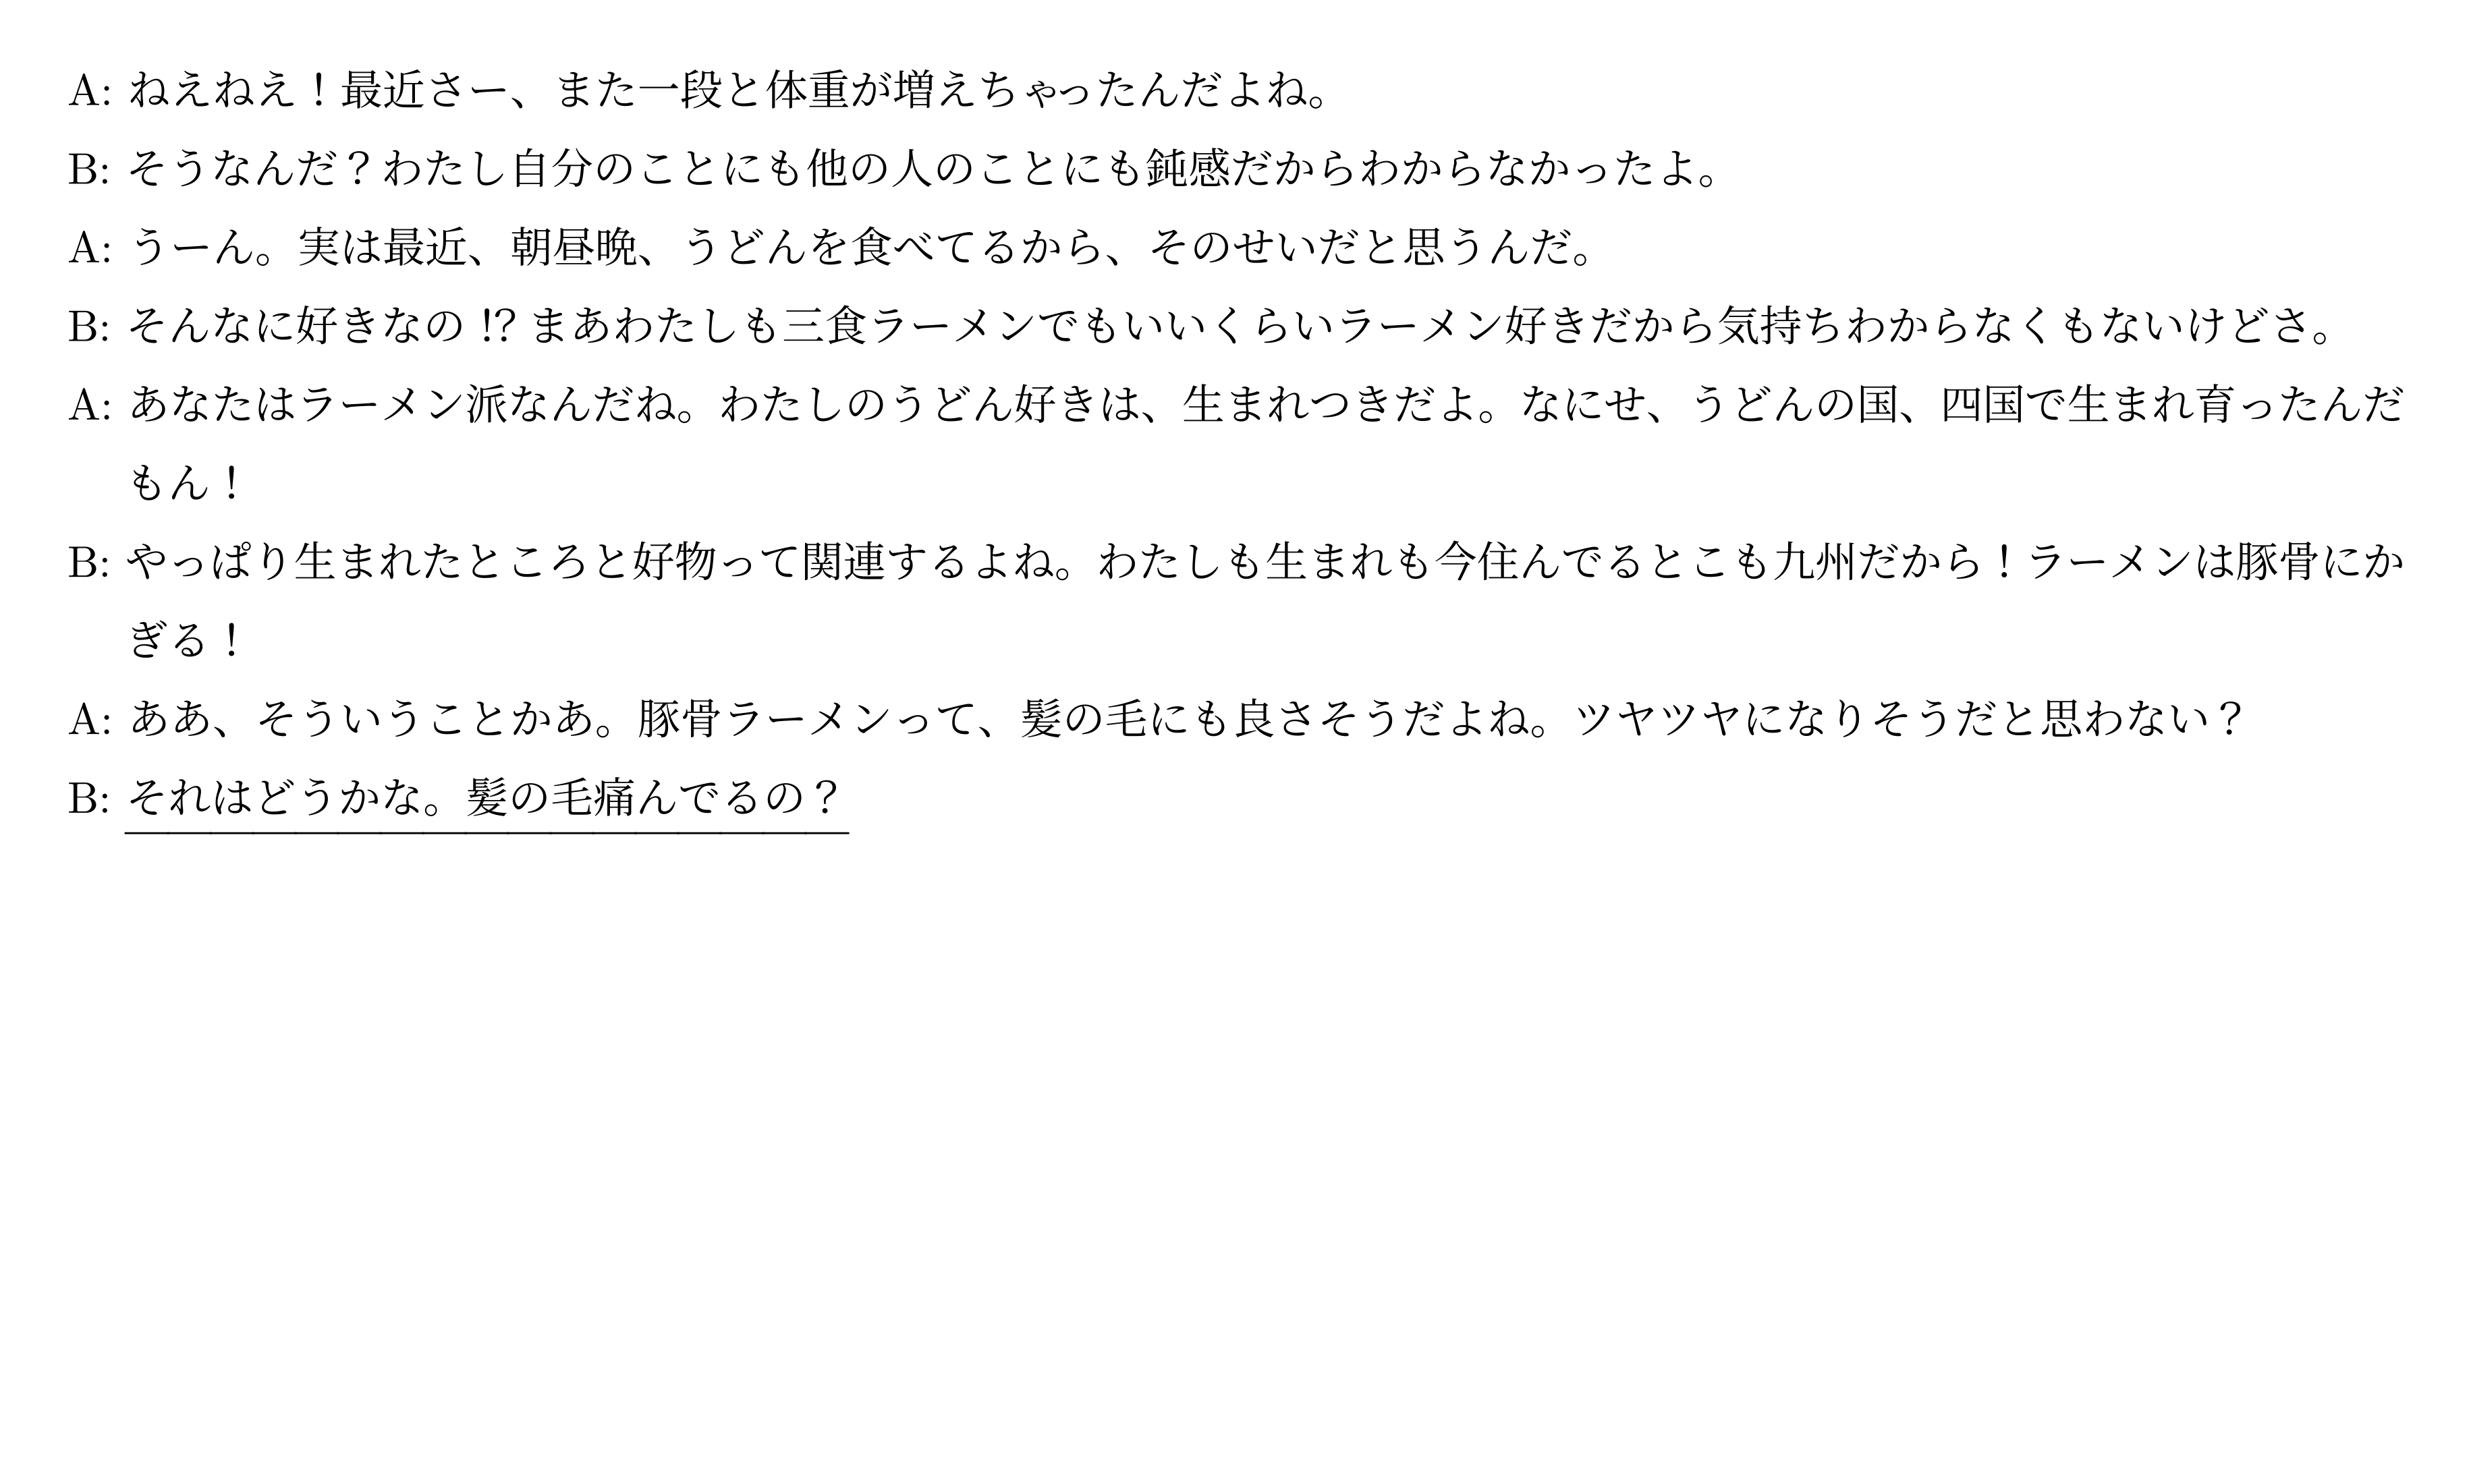 A: ねえねえ！最近さー、また一段と体重が増えちゃったんだよね。
B: そうなんだ？わたし自分のことにも他の人のことにも鈍感だからわからなかったよ。
A: うーん。実は最近、朝昼晩、うどんを食べてるから、そのせいだと思うんだ。
B: そんなに好きなの⁉まあわたしも三食ラーメンでもいいくらいラーメン好きだから気持ちわからなくもないけどさ。
A: あなたはラーメン派なんだね。わたしのうどん好きは、生まれつきだよ。なにせ、うどんの国、四国で生まれ育ったんだ
もん！
B: やっぱり生まれたところと好物って関連するよね。わたしも生まれも今住んでるとこも九州だから！ラーメンは豚骨にか
ぎる！
A: ああ、そういうことかあ。豚骨ラーメンって、髪の毛にも良さそうだよね。ツヤツヤになりそうだと思わない？
B: それはどうかな。髪の毛痛んでるの？